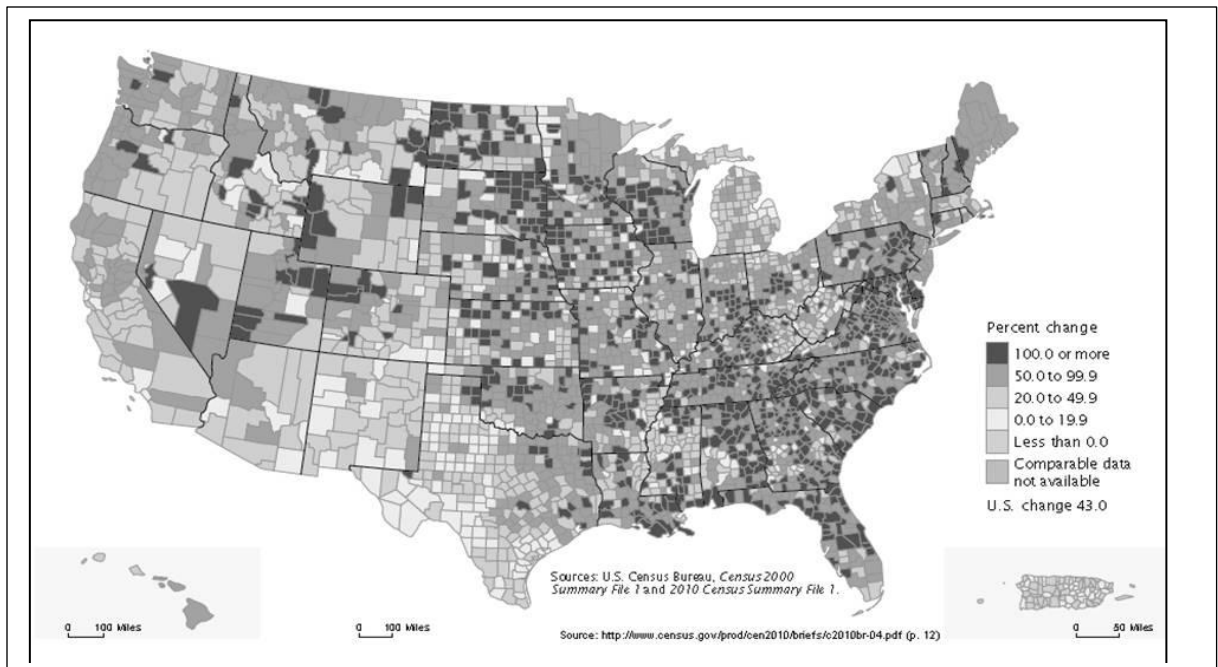 Percent change
100.0 or more
50.0 to 99.9
20.0 to 49.9
0.0 to 19.9
Less than 0.0
Comparable data
not available
U.S. change 43.0
Sources: U.S. Census Bureau, Census 2000
Summary File 1 and 2010 Census Summary File 1.
0 100 Miles
0 100 Miles
Source: http://www.census.gov/prod/cen2010/briefs/c2010br-04.pdf (p. 12)
0 50 Miles